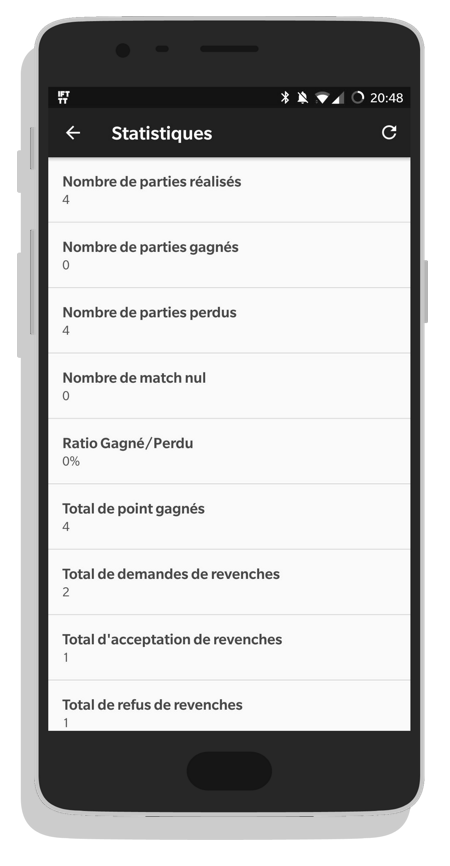 IF
TT
20:48
Statistiques
Nombre de parties réalisés
4
Nombre de parties gagnés
0
Nombre de parties perdus
4
Nombre de match nul
0
Ratio Gagné/Perdu
0%
Total de point gagnés
4
Total de demandes de revenches
2
Total d'acceptation de revenches
1
Total de refus de revenches
1